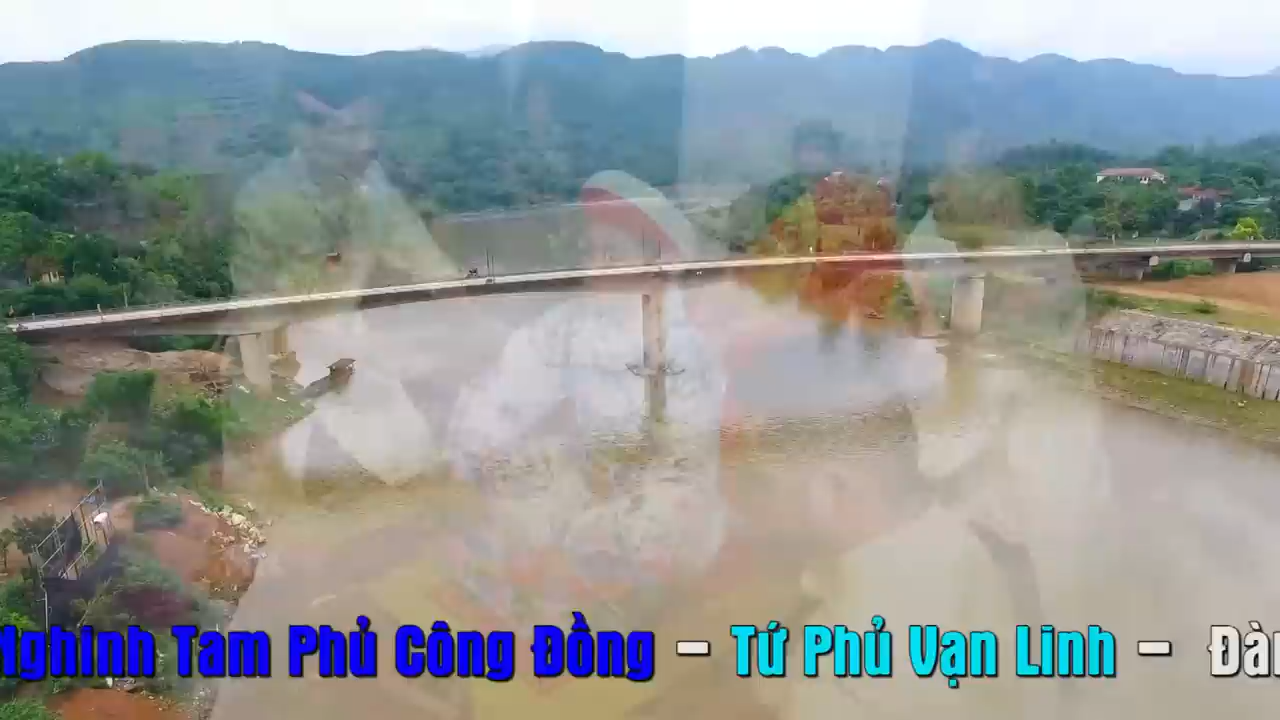 Nghinh Tam Phủ Công Đồng – Tứ Phủ Vạn Linh –